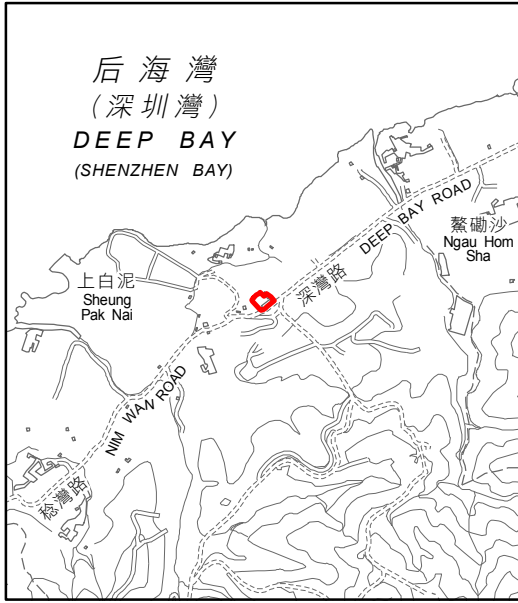 后海灣
(深圳灣)
DEEP BAY
(SHENZHEN BAY)
深灣路 DEEP BAY ROAD
鰲磡沙
Ngau Hom
Sha
上白泥
Sheung
Pak Nai
NIM WAN ROAD
稔灣路